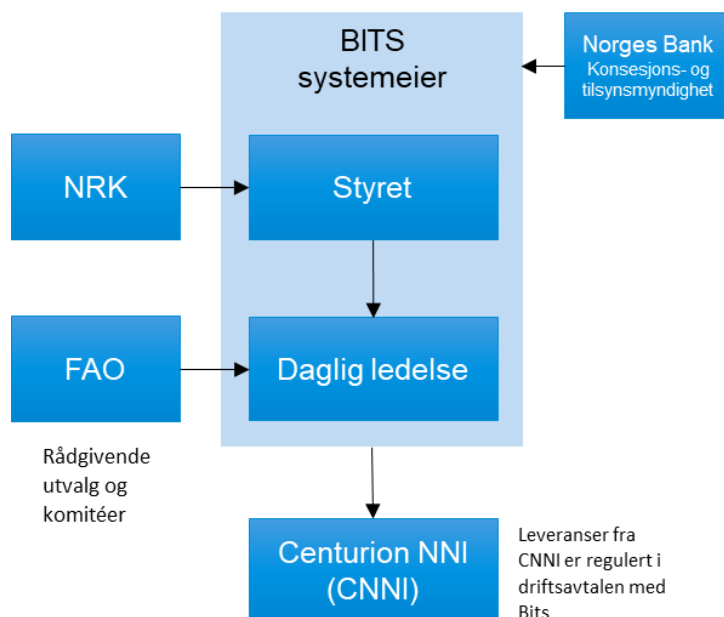 BITS
systemeier
Norges Bank
Konsesjons- og
tilsynsmyndighet
NRK
Styret
FAO
Daglig ledelse
Rådgivende
utvalg og
komitéer
Centurion NNI
(CNNI)
Leveranser fra
CNNI er regulert i
driftsavtalen med
Bits